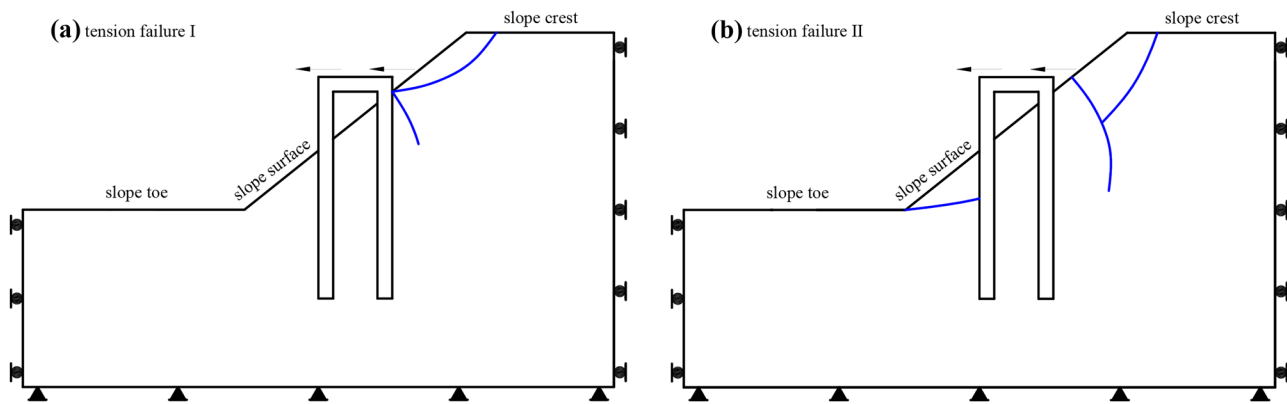 (a) tension failure I
slope crest
slope surface
slope toe
(b) tension failure II
slope crest
slope surface
slope toe